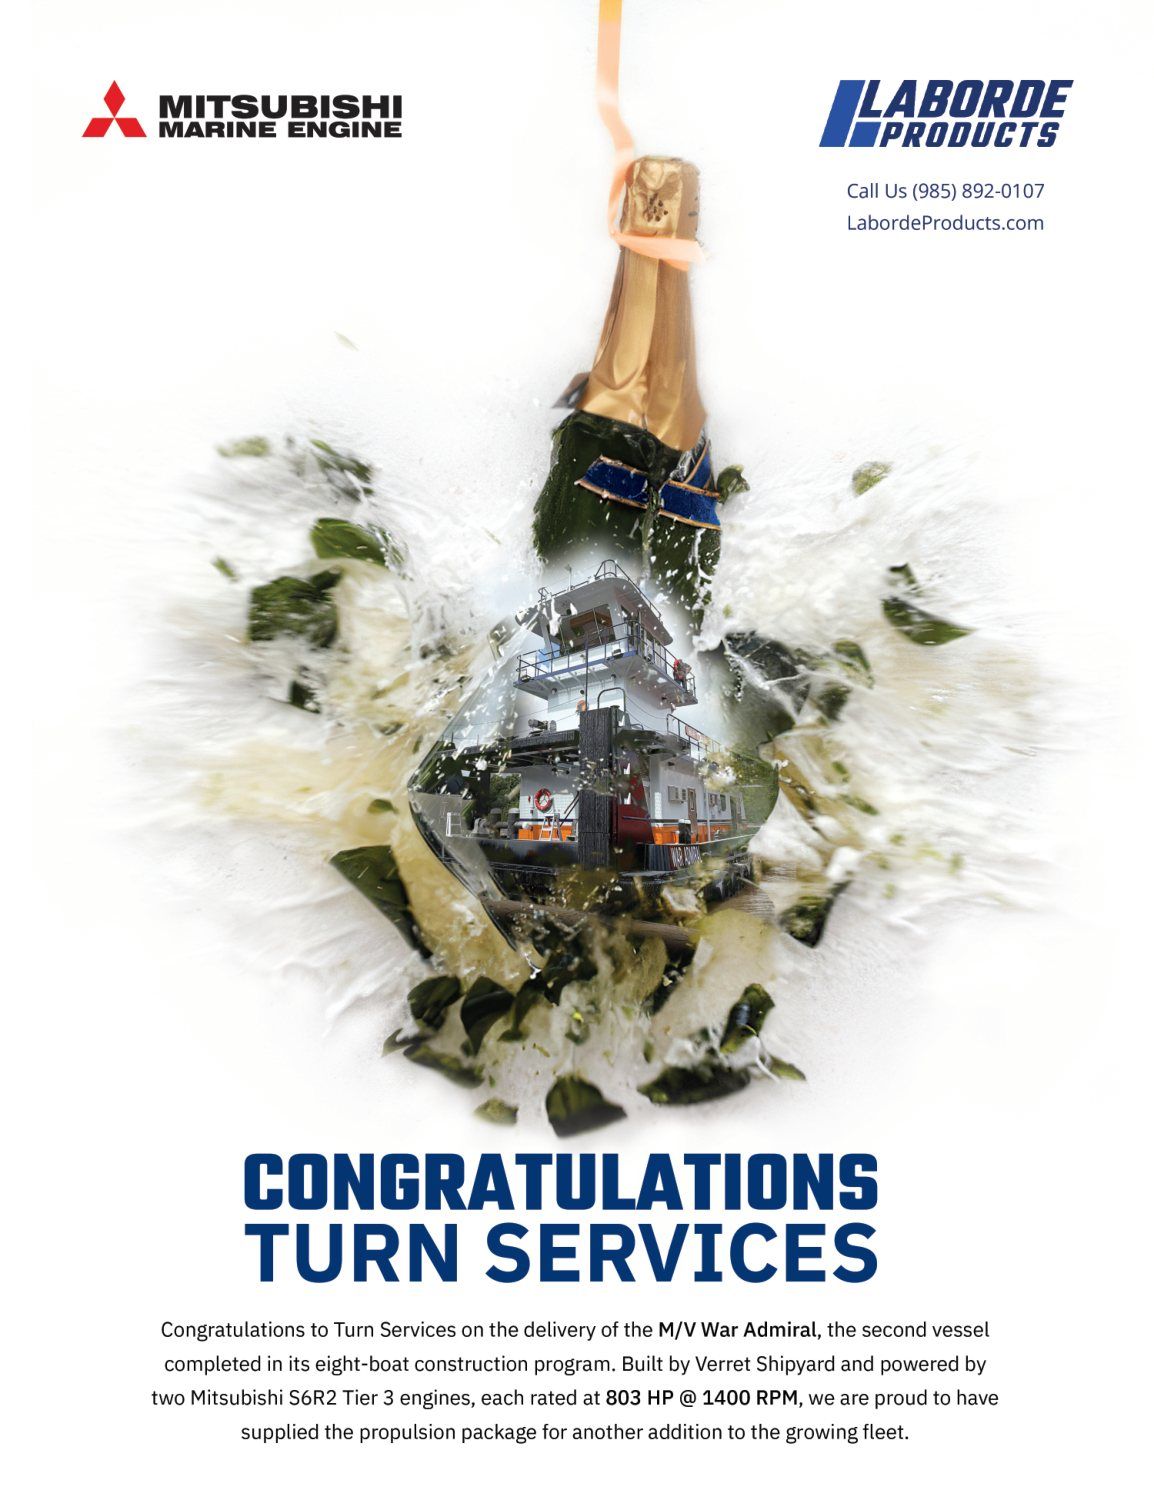 MITSUBISHI
MARINE ENGINE
LABORDE
PRODUCTS
Call Us (985) 892-0107
LabordeProducts.com
WAR ADMIRAL
CONGRATULATIONS
TURN SERVICES
Congratulations to Turn Services on the delivery of the M/V War Admiral, the second vessel
completed in its eight-boat construction program. Built by Verret Shipyard and powered by
two Mitsubishi S6R2 Tier 3 engines, each rated at 803 HP @ 1400 RPM, we are proud to have
supplied the propulsion package for another addition to the growing fleet.